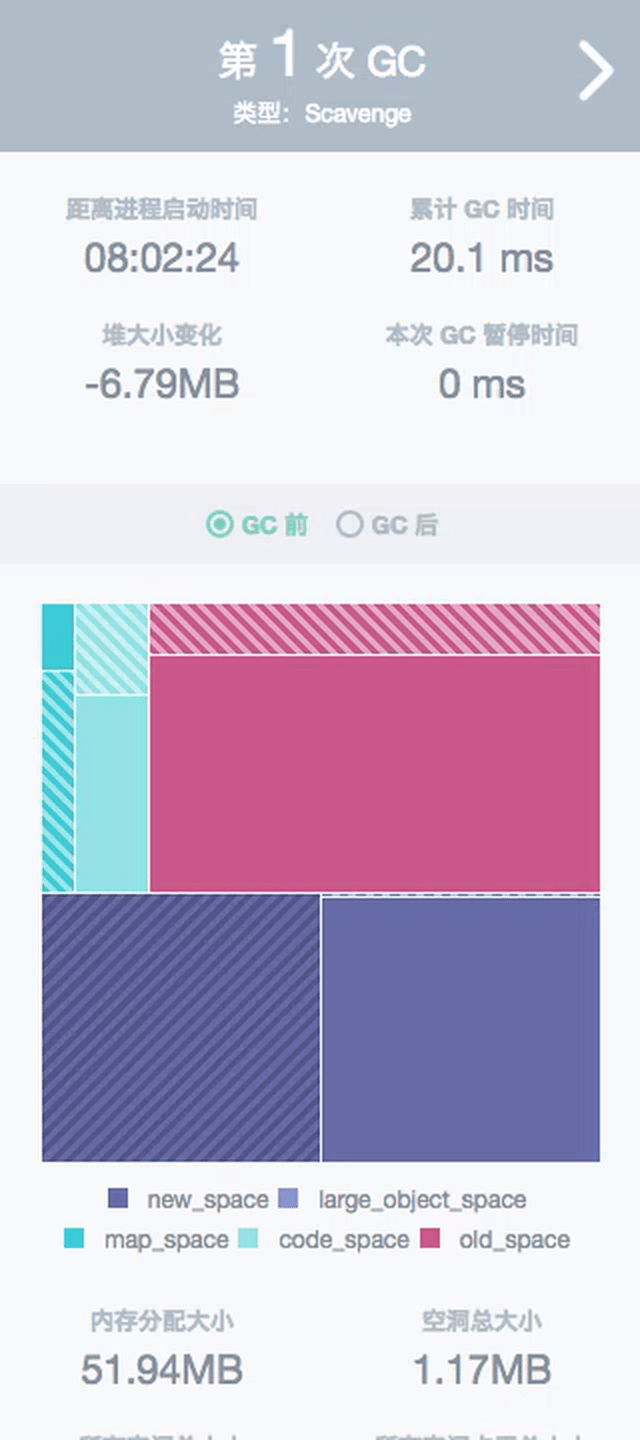 第 1 次 GC
类型：Scavenge
距离进程启动时间 累计 GC 时间
08:02:24 20.1 ms
堆大小变化 本次 GC 暂停时间
-6.79MB 0 ms
GC 前 GC 后
new_space large_object_space
map_space code_space old_space
内存分配大小 空洞总大小
51.94MB 1.17MB